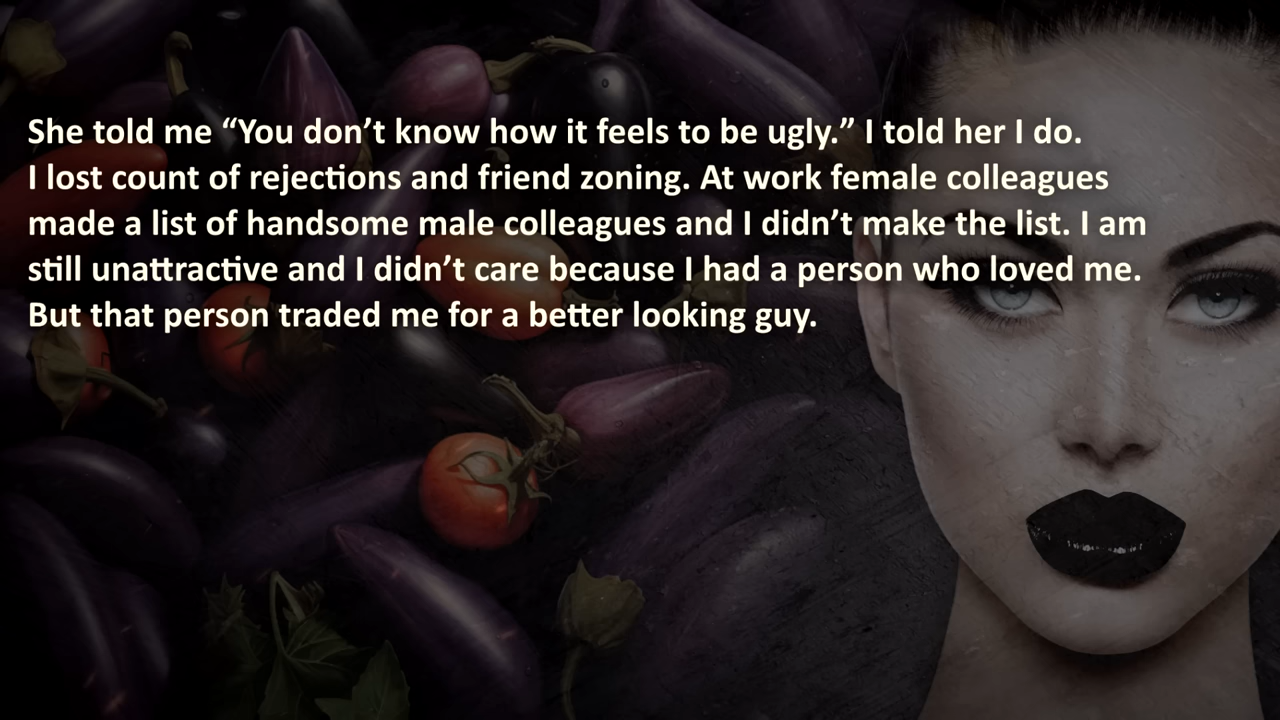 She told me “You don’t know how it feels to be ugly.” I told her I do.
I lost count of rejections and friend zoning. At work female colleagues
made a list of handsome male colleagues and I didn’t make the list. I am
still unattractive and I didn’t care because I had a person who loved me.
But that person traded me for a better looking guy.